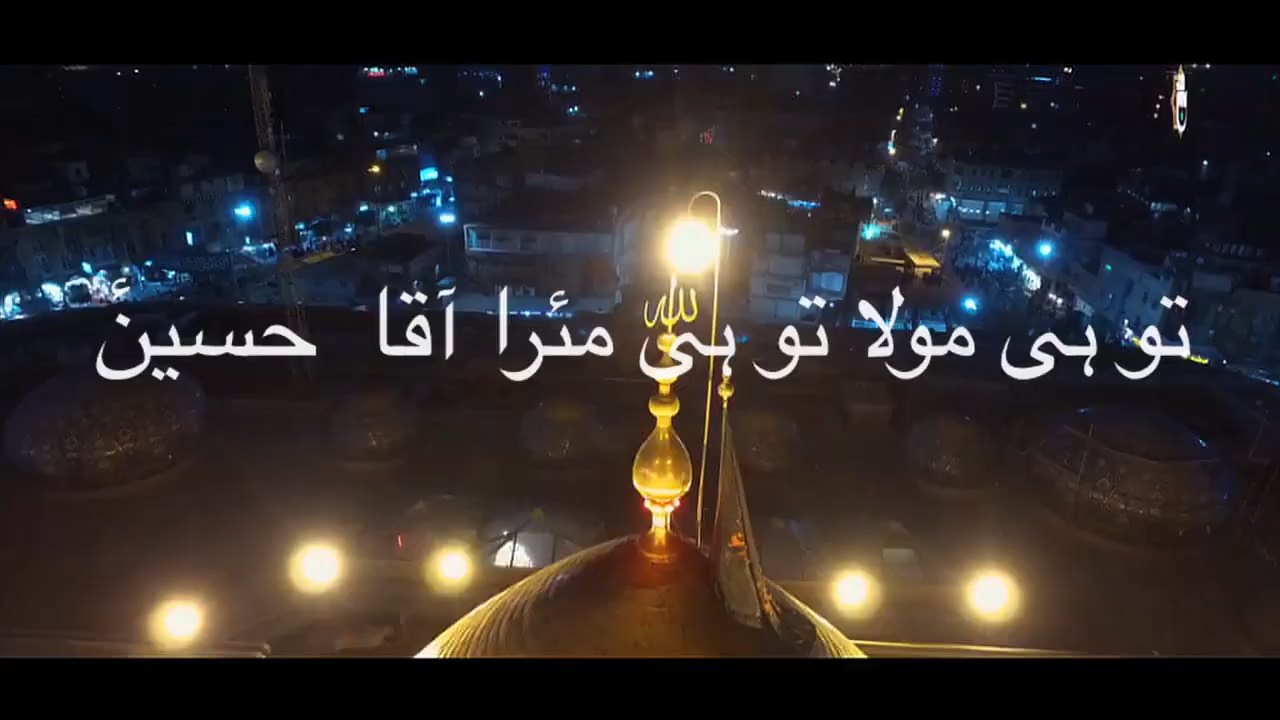 تو ہی مولا تو ہی مئرا آقا حسینؑ
الله